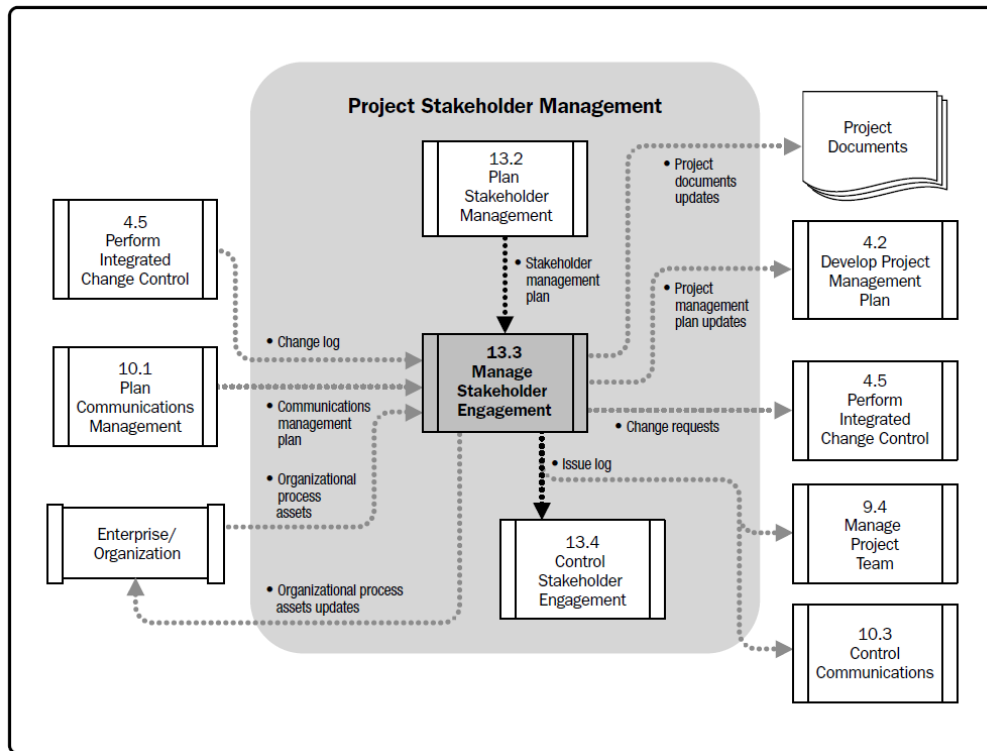 Project Stakeholder Management
13.2
Plan
Stakeholder
Management
• Project
documents
updates
Project
Documents
4.5
Perform
Integrated
Change Control
• Stakeholder
management
plan
• Project
management
plan updates
4.2
Develop Project
Management
Plan
• Change log
10.1
Plan
Communications
Management
13.3
Manage
Stakeholder
Engagement
• Communications
management
plan
• Change requests
4.5
Perform
Integrated
Change Control
• Organizational
process
assets
• Issue log
Enterprise/
Organization
13.4
Control
Stakeholder
Engagement
9.4
Manage
Project
Team
• Organizational process
assets updates
10.3
Control
Communications